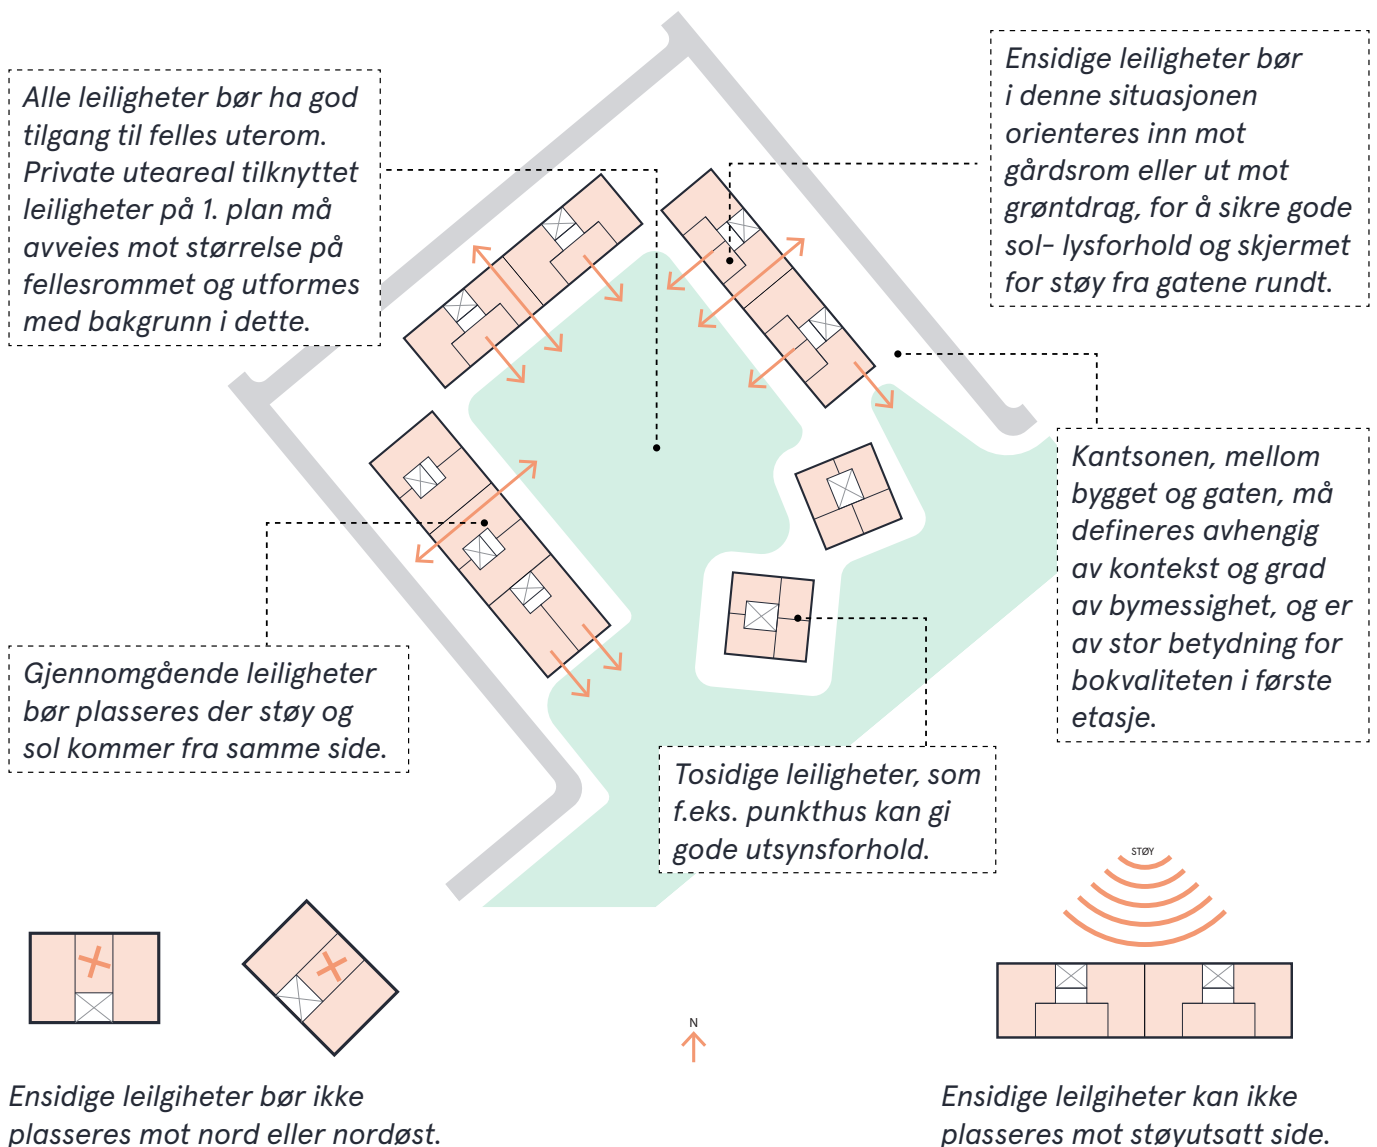 Alle leiligheter bør ha god
tilgang til felles uterom.
Private uteareal tilknyttet
leiligheter på 1. plan må
avveies mot størrelse på
fellesrommet og utformes
med bakgrunn i dette.
Ensidige leiligheter bør
i denne situasjonen
orienteres inn mot
gårdsrom eller ut mot
grøntdrag, for å sikre gode
sol- lysforhold og skjermet
for støy fra gatene rundt.
Kantsonen, mellom
bygget og gaten, må
defineres avhengig
av kontekst og grad
av bymessighet, og er
av stor betydning for
bokvaliteten i første
etasje.
Gjennomgående leiligheter
bør plasseres der støy og
sol kommer fra samme side.
Tosidige leiligheter, som
f.eks. punkthus kan gi
gode utsynsforhold.
STØY
N
Ensidige leilgiheter bør ikke
plasseres mot nord eller nordøst.
Ensidige leilgiheter kan ikke
plasseres mot støyutsatt side.